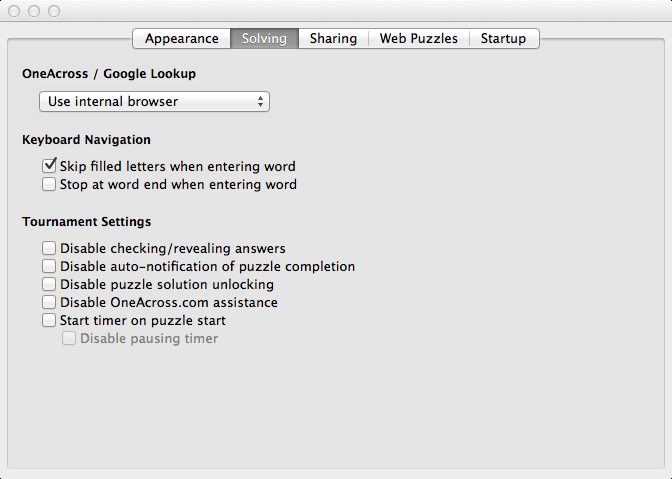 Appearance Solving Sharing Web Puzzles Startup
OneAcross / Google Lookup
Use internal browser
Keyboard Navigation
Skip filled letters when entering word
Stop at word end when entering word
Tournament Settings
Disable checking/revealing answers
Disable auto-notification of puzzle completion
Disable puzzle solution unlocking
Disable OneAcross.com assistance
Start timer on puzzle start
Disable pausing timer